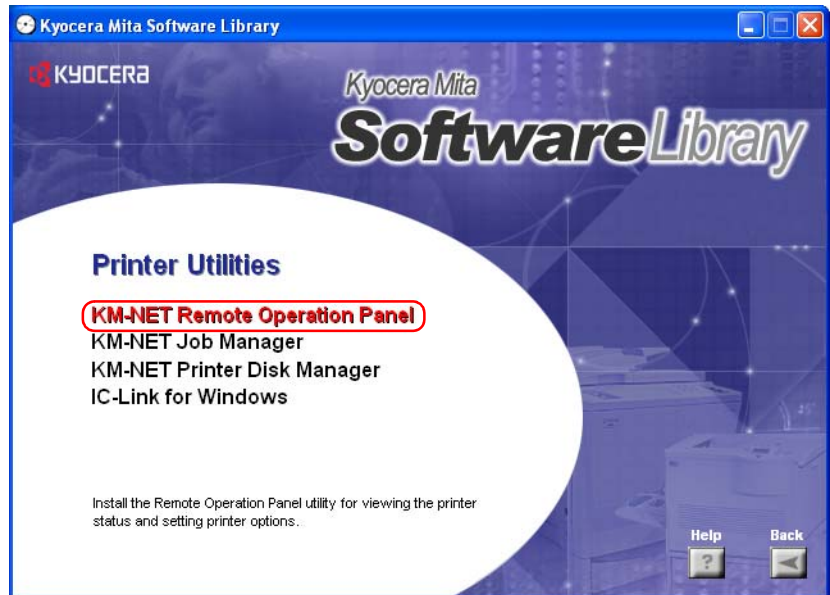 Kyocera Mita Software Library
KYOCERA
Kyocera Mita
Software Library
Printer Utilities
KM-NET Remote Operation Panel
KM-NET Job Manager
KM-NET Printer Disk Manager
IC-Link for Windows
Install the Remote Operation Panel utility for viewing the printer
status and setting printer options.
Help Back
?